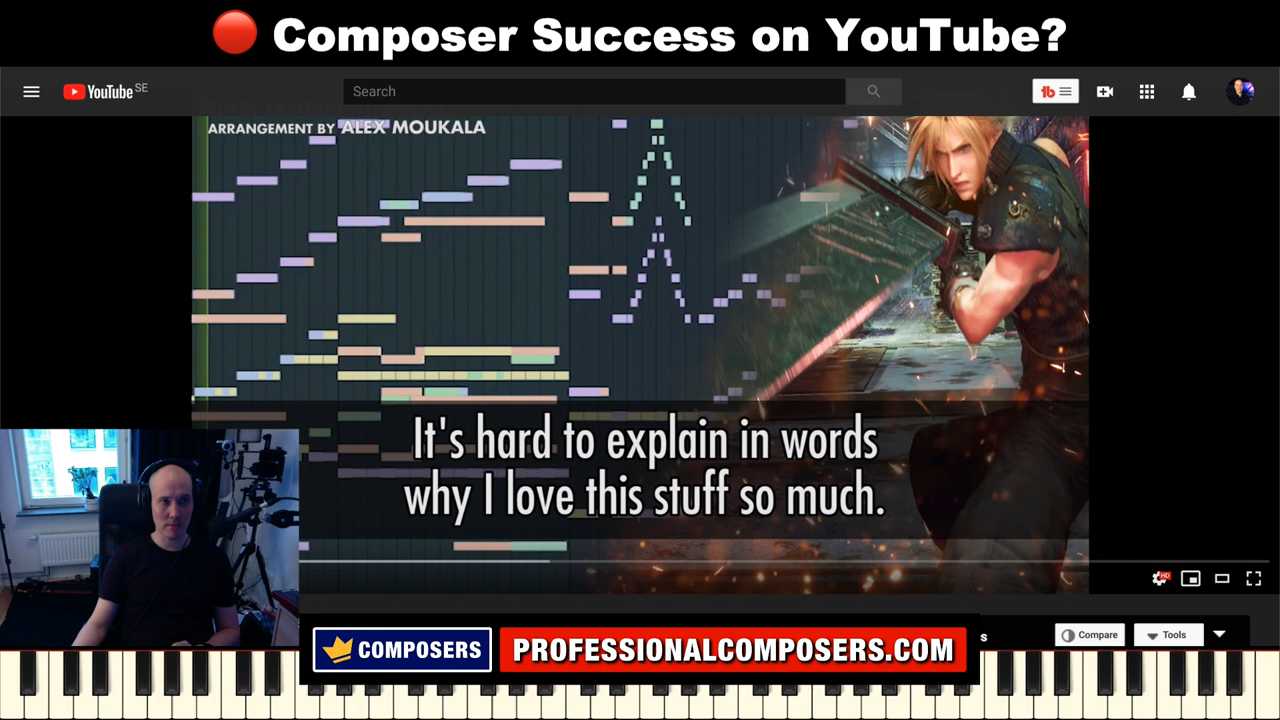 🔴 Composer Success on YouTube?
YouTube SE
Search
ARRANGEMENT BY ALEX MOUKALA
It's hard to explain in words
why I love this stuff so much.
HD
s
Compare
Tools
COMPOSERS
PROFESSIONALCOMPOSERS.COM